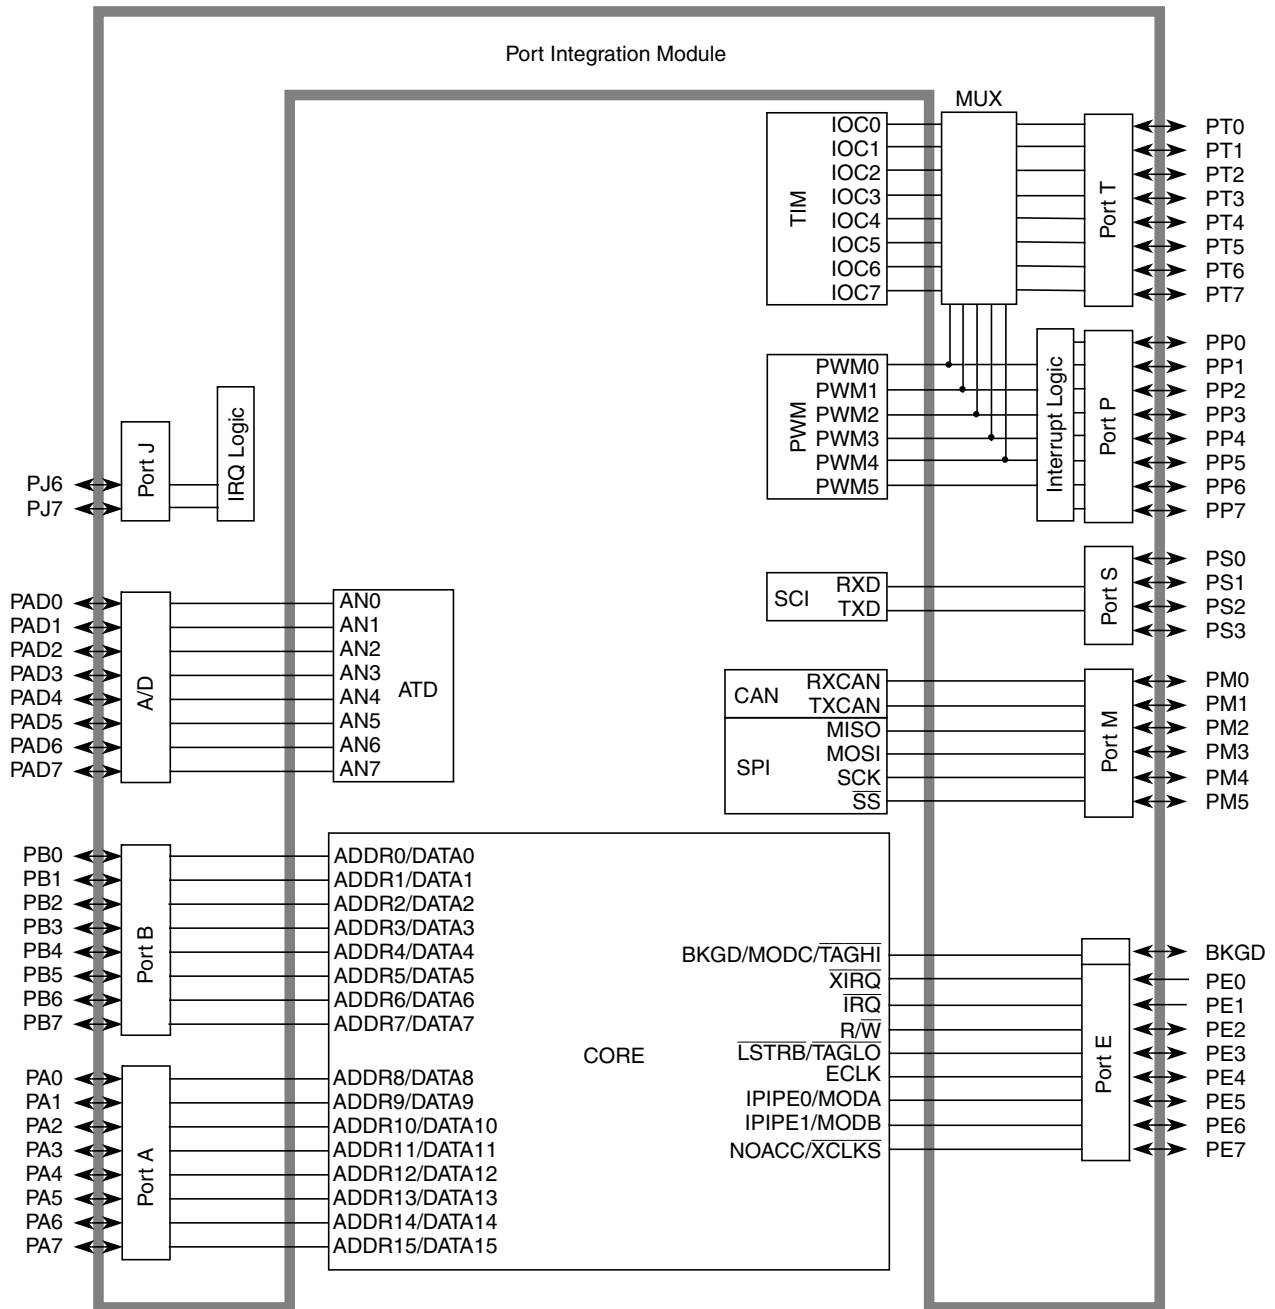 Port Integration Module
MUX
TIM
IOC0
IOC1
IOC2
IOC3
IOC4
IOC5
IOC6
IOC7
Port T
PT0
PT1
PT2
PT3
PT4
PT5
PT6
PT7
PWM
PWM0
PWM1
PWM2
PWM3
PWM4
PWM5
Interrupt Logic
Port P
PP0
PP1
PP2
PP3
PP4
PP5
PP6
PP7
PJ6
PJ7
Port J
IRQ Logic
SCI
RXD
TXD
Port S
PS0
PS1
PS2
PS3
PAD0
PAD1
PAD2
PAD3
PAD4
PAD5
PAD6
PAD7
A/D
AN0
AN1
AN2
AN3
AN4
AN5
AN6
AN7
ATD
CAN
RXCAN
TXCAN
SPI
MISO
MOSI
SCK
SS
Port M
PM0
PM1
PM2
PM3
PM4
PM5
PB0
PB1
PB2
PB3
PB4
PB5
PB6
PB7
Port B
ADDR0/DATA0
ADDR1/DATA1
ADDR2/DATA2
ADDR3/DATA3
ADDR4/DATA4
ADDR5/DATA5
ADDR6/DATA6
ADDR7/DATA7
PA0
PA1
PA2
PA3
PA4
PA5
PA6
PA7
Port A
ADDR8/DATA8
ADDR9/DATA9
ADDR10/DATA10
ADDR11/DATA11
ADDR12/DATA12
ADDR13/DATA13
ADDR14/DATA14
ADDR15/DATA15
CORE
BKGD/MODC/TAGHI
XIRQ
IRQ
R/W
LSTRB/TAGLO
ECLK
IPIPE0/MODA
IPIPE1/MODB
NOACC/XCLKS
Port E
BKGD
PE0
PE1
PE2
PE3
PE4
PE5
PE6
PE7